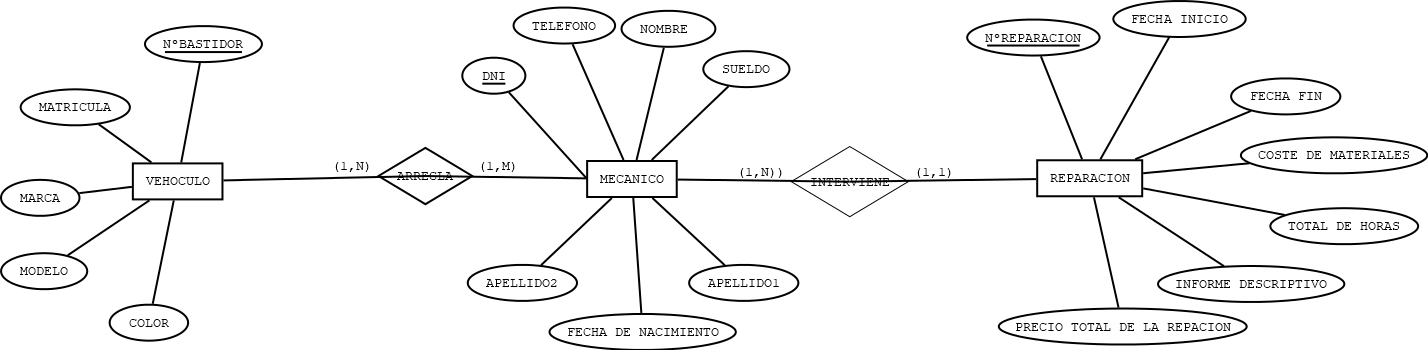 FECHA INICIO
TELEFONO
NOMBRE
N°REPARACION
N°BASTIDOR
SUELDO
DNI
FECHA FIN
MATRICULA
COSTE DE MATERIALES
(1,N)
(1,M)
(1,N))
(1,1)
VEHOCULO
ARREGLA
MECANICO
INTERVIENE
REPARACION
MARCA
TOTAL DE HORAS
MODELO
APELLIDO2
APELLIDO1
INFORME DESCRIPTIVO
COLOR
FECHA DE NACIMIENTO
PRECIO TOTAL DE LA REPACION